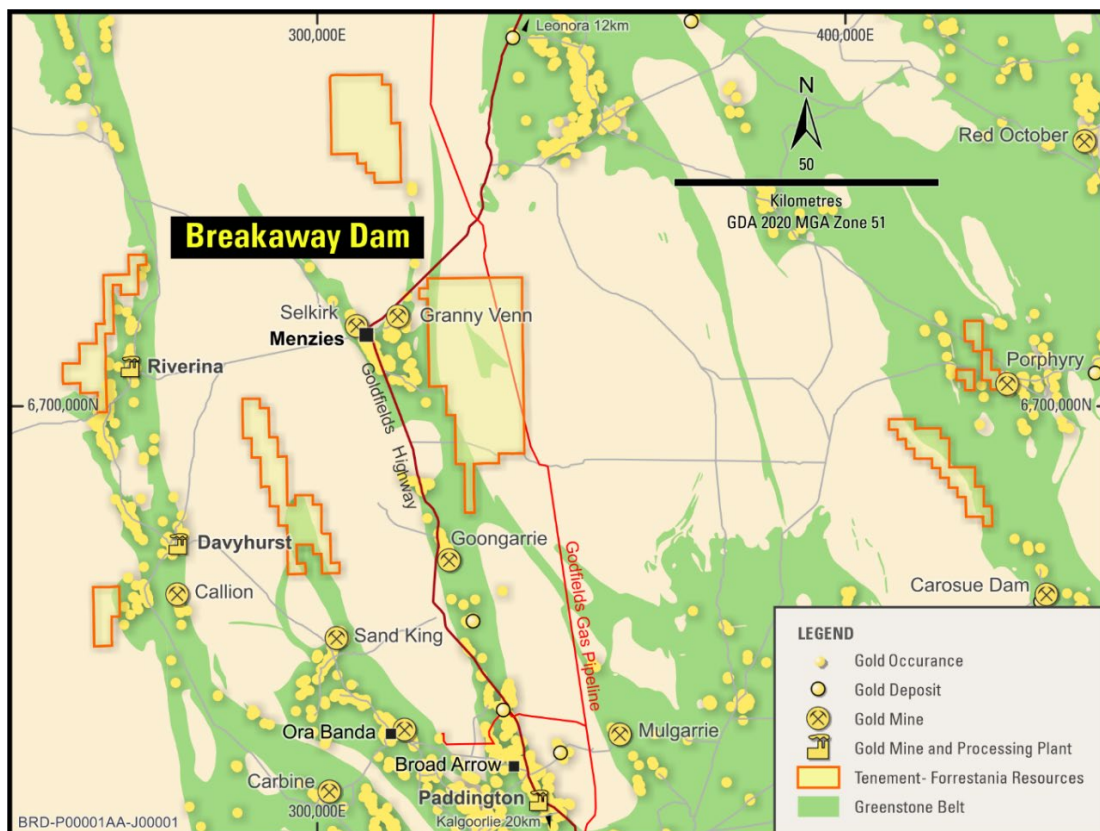 300,000E
Leonora 12km
400,000E
N
Red October
50
Kilometres
GDA 2020 MGA Zone 51
Breakaway Dam
Selkirk
Granny Venn
Menzies
Riverina
Porphyry
6,700,000N
6,700,000N
Goldfields Highway
Goongarrie
Davyhurst
Godfields Gas Pipeline
Callion
Carosue Dam
Sand King
Ora Banda
Mulgarrie
Broad Arrow
Carbine
Paddington
300,000E
Kalgoorlie 20km
BRD-P00001AA-J00001
LEGEND
Gold Occurance
Gold Deposit
Gold Mine
Gold Mine and Processing Plant
Tenement- Forrestania Resources
Greenstone Belt